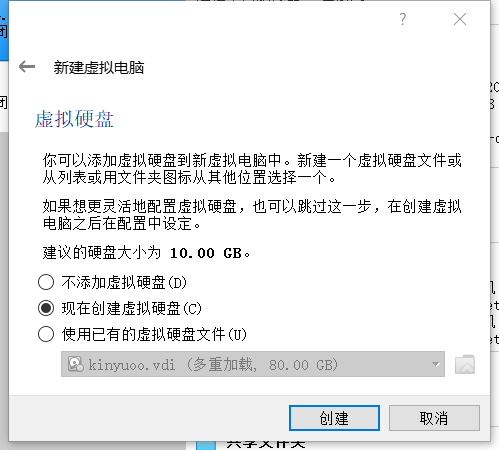 新建虚拟电脑
虚拟硬盘
你可以添加虚拟硬盘到新虚拟电脑中。新建一个虚拟硬盘文件或
从列表或用文件夹图标从其他位置选择一个。
如果想更灵活地配置虚拟硬盘，也可以跳过这一步，在创建虚拟
电脑之后在配置中设定。
建议的硬盘大小为 10.00 GB。
不添加虚拟硬盘(D)
现在创建虚拟硬盘(C)
使用已有的虚拟硬盘文件(U)
kinyuoo.vdi (多重加载, 80.00 GB)
创建
取消
共享文件夹